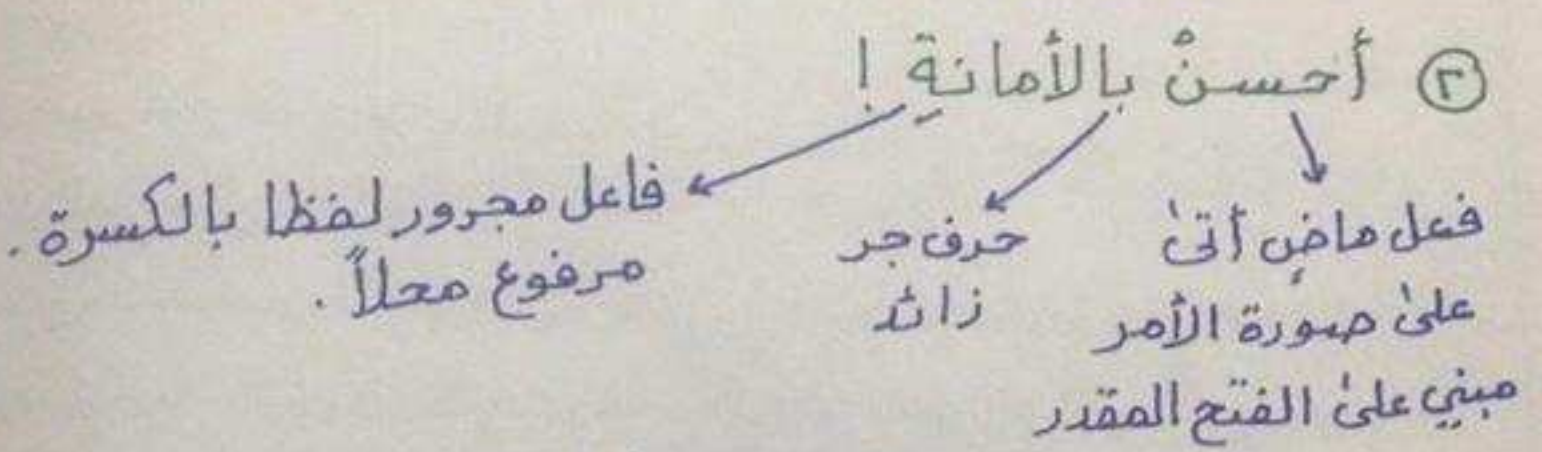 ٢ أحسنْ بالأمانةِ !
فعل ماضٍ أتىٰ
علىٰ صورة الأمر
مبني علىٰ الفتح المقدر
حرف جر
زائد
فاعل مجرور لفظا بالكسرة .
مرفوع محلاً .